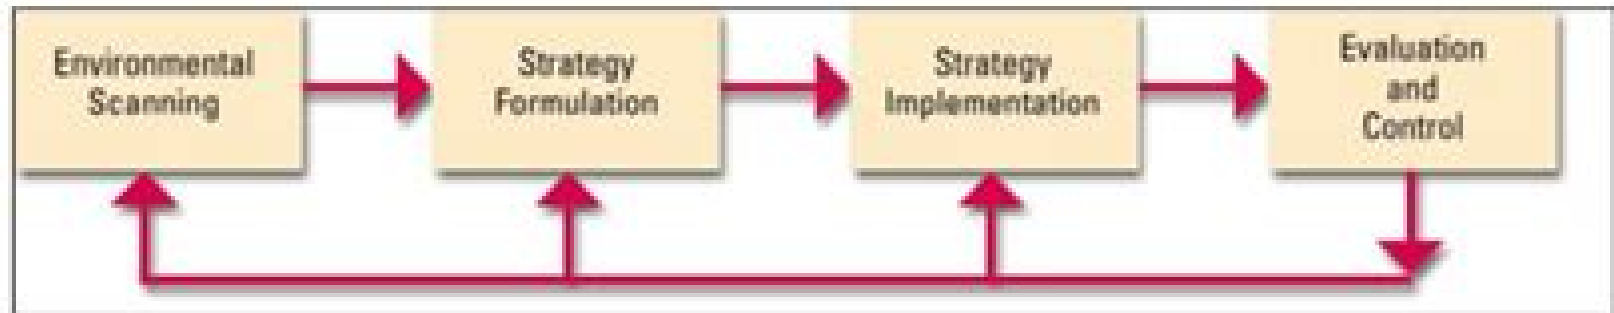 Environmental
Scanning
Strategy
Formulation
Strategy
Implementation
Evaluation
and
Control